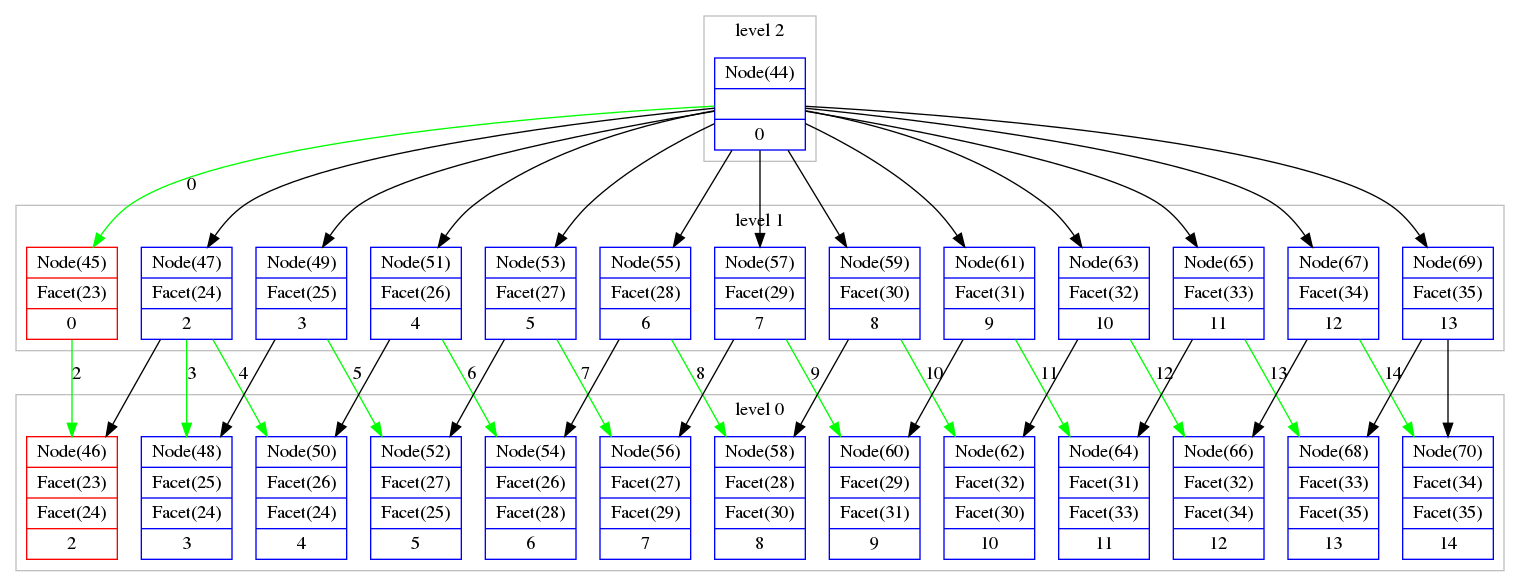 level 2
Node(44)
0
0
level 1
Node(45) Node(47) Node(49) Node(51) Node(53) Node(55) Node(57) Node(59) Node(61) Node(63) Node(65) Node(67) Node(69)
Facet(23) Facet(24) Facet(25) Facet(26) Facet(27) Facet(28) Facet(29) Facet(30) Facet(31) Facet(32) Facet(33) Facet(34) Facet(35)
0 2 3 4 5 6 7 8 9 10 11 12 13
2 3 4 5 6 7 8 9 10 11 12 13 14
level 0
Node(46) Node(48) Node(50) Node(52) Node(54) Node(56) Node(58) Node(60) Node(62) Node(64) Node(66) Node(68) Node(70)
Facet(23) Facet(25) Facet(26) Facet(27) Facet(26) Facet(27) Facet(28) Facet(29) Facet(32) Facet(31) Facet(32) Facet(33) Facet(34)
Facet(24) Facet(24) Facet(24) Facet(25) Facet(28) Facet(29) Facet(30) Facet(31) Facet(30) Facet(33) Facet(34) Facet(35) Facet(35)
2 3 4 5 6 7 8 9 10 11 12 13 14